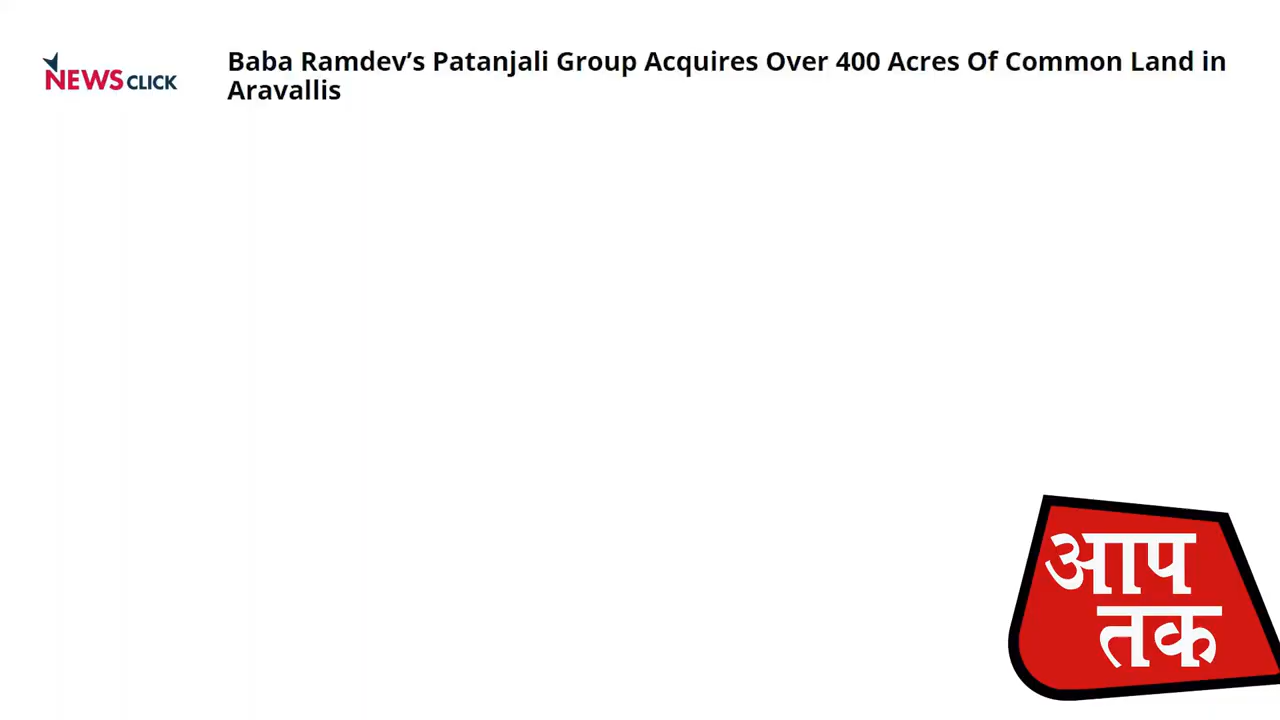 NEWSCLICK
Baba Ramdev’s Patanjali Group Acquires Over 400 Acres Of Common Land in
Aravallis
आप
तक